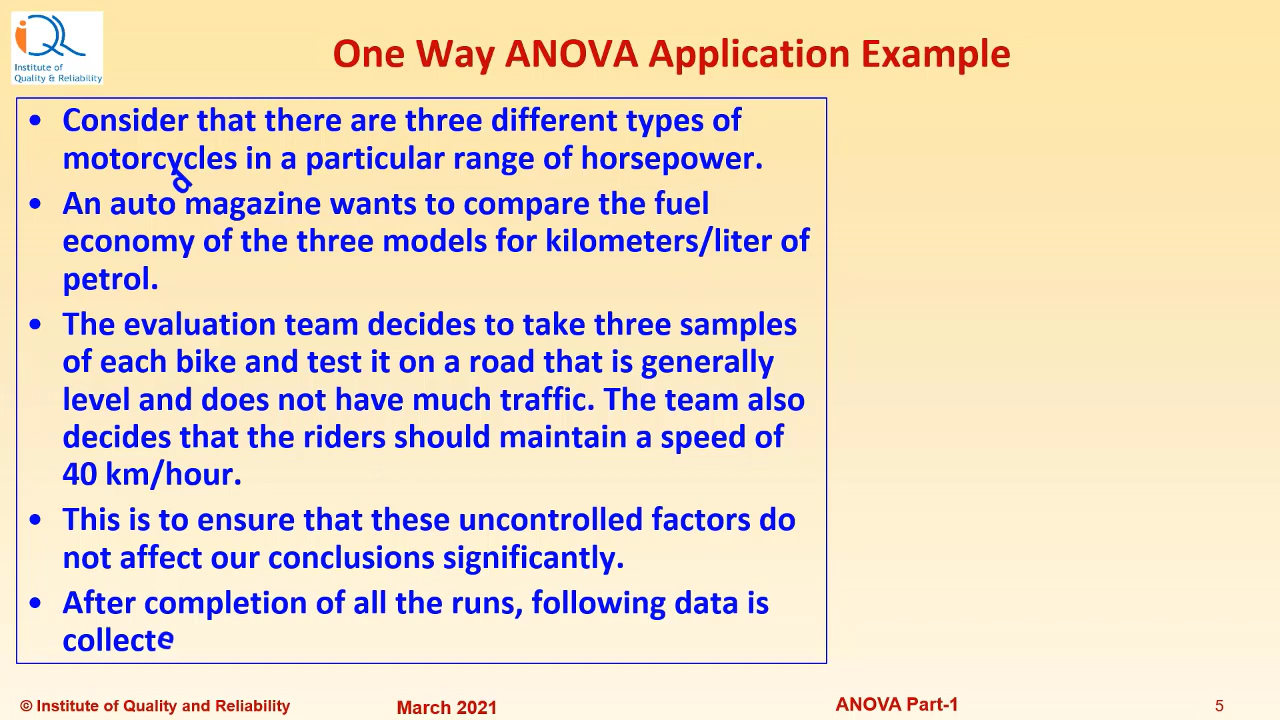 iQR
Institute of
Quality & Reliability
One Way ANOVA Application Example
• Consider that there are three different types of
motorcycles in a particular range of horsepower.
• An auto magazine wants to compare the fuel
economy of the three models for kilometers/liter of
petrol.
• The evaluation team decides to take three samples
of each bike and test it on a road that is generally
level and does not have much traffic. The team also
decides that the riders should maintain a speed of
40 km/hour.
• This is to ensure that these uncontrolled factors do
not affect our conclusions significantly.
• After completion of all the runs, following data is
collecte
d
© Institute of Quality and Reliability
March 2021
ANOVA Part-1
5